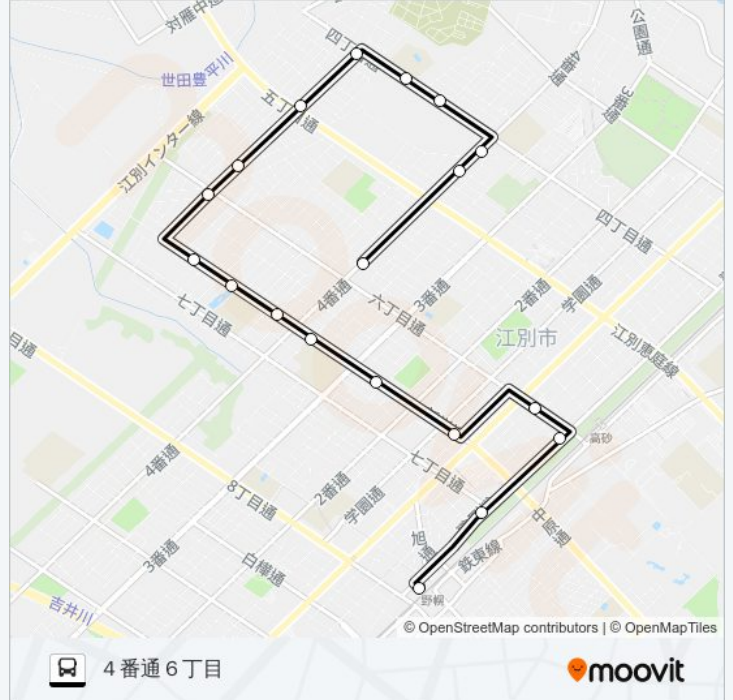 対雁中通
四丁目通
公園通
4番通
世田豊平川
五丁目通
3番通
江別インター線
四丁目通
4番通
3番通
2番通
学園通
七丁目通
六丁目通
江別市
江別恵庭線
目通
高砂
4番通
七丁目通
2番通
8丁目通
学園通
中原通
旭通
3番通
鉄東線
白樺通
吉井川
野幌
© OpenStreetMap contributors | © OpenMapTiles
４番通６丁目
moovit